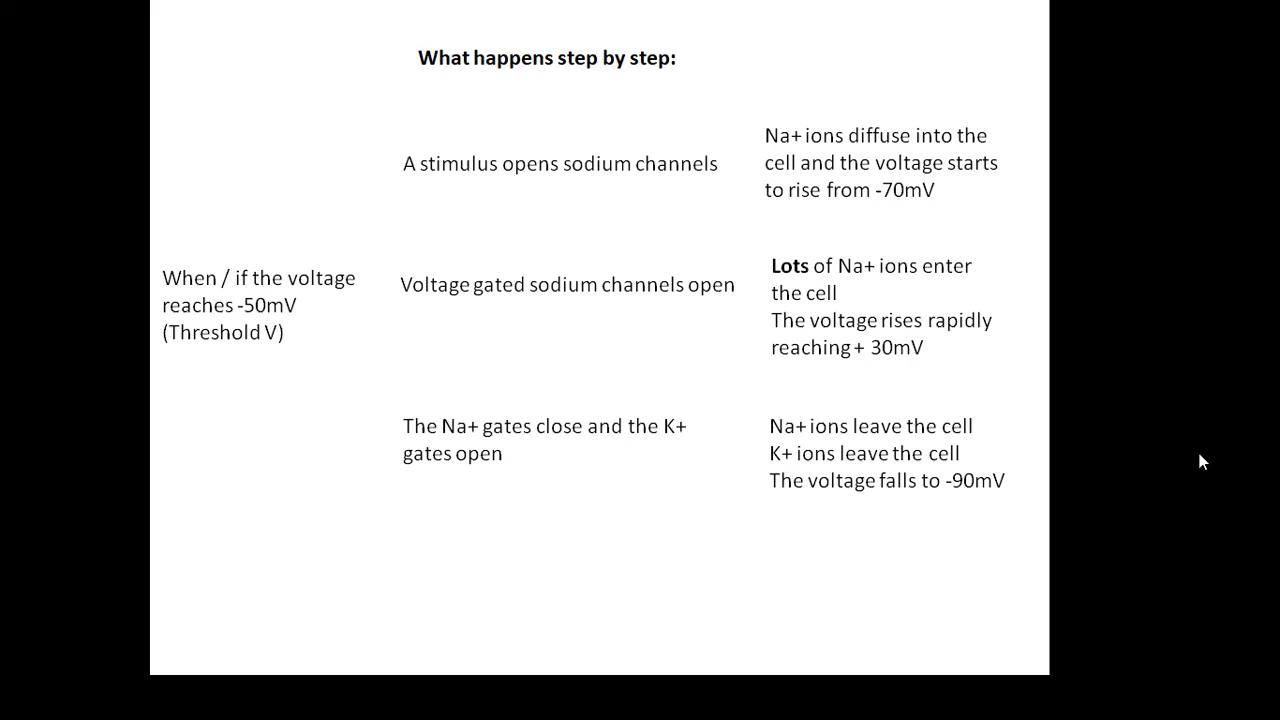 What happens step by step:
A stimulus opens sodium channels
Na+ ions diffuse into the
cell and the voltage starts
to rise from -70mV
When / if the voltage
reaches -50mV
(Threshold V)
Voltage gated sodium channels open
Lots of Na+ ions enter
the cell
The voltage rises rapidly
reaching + 30mV
The Na+ gates close and the K+
gates open
Na+ ions leave the cell
K+ ions leave the cell
The voltage falls to -90mV